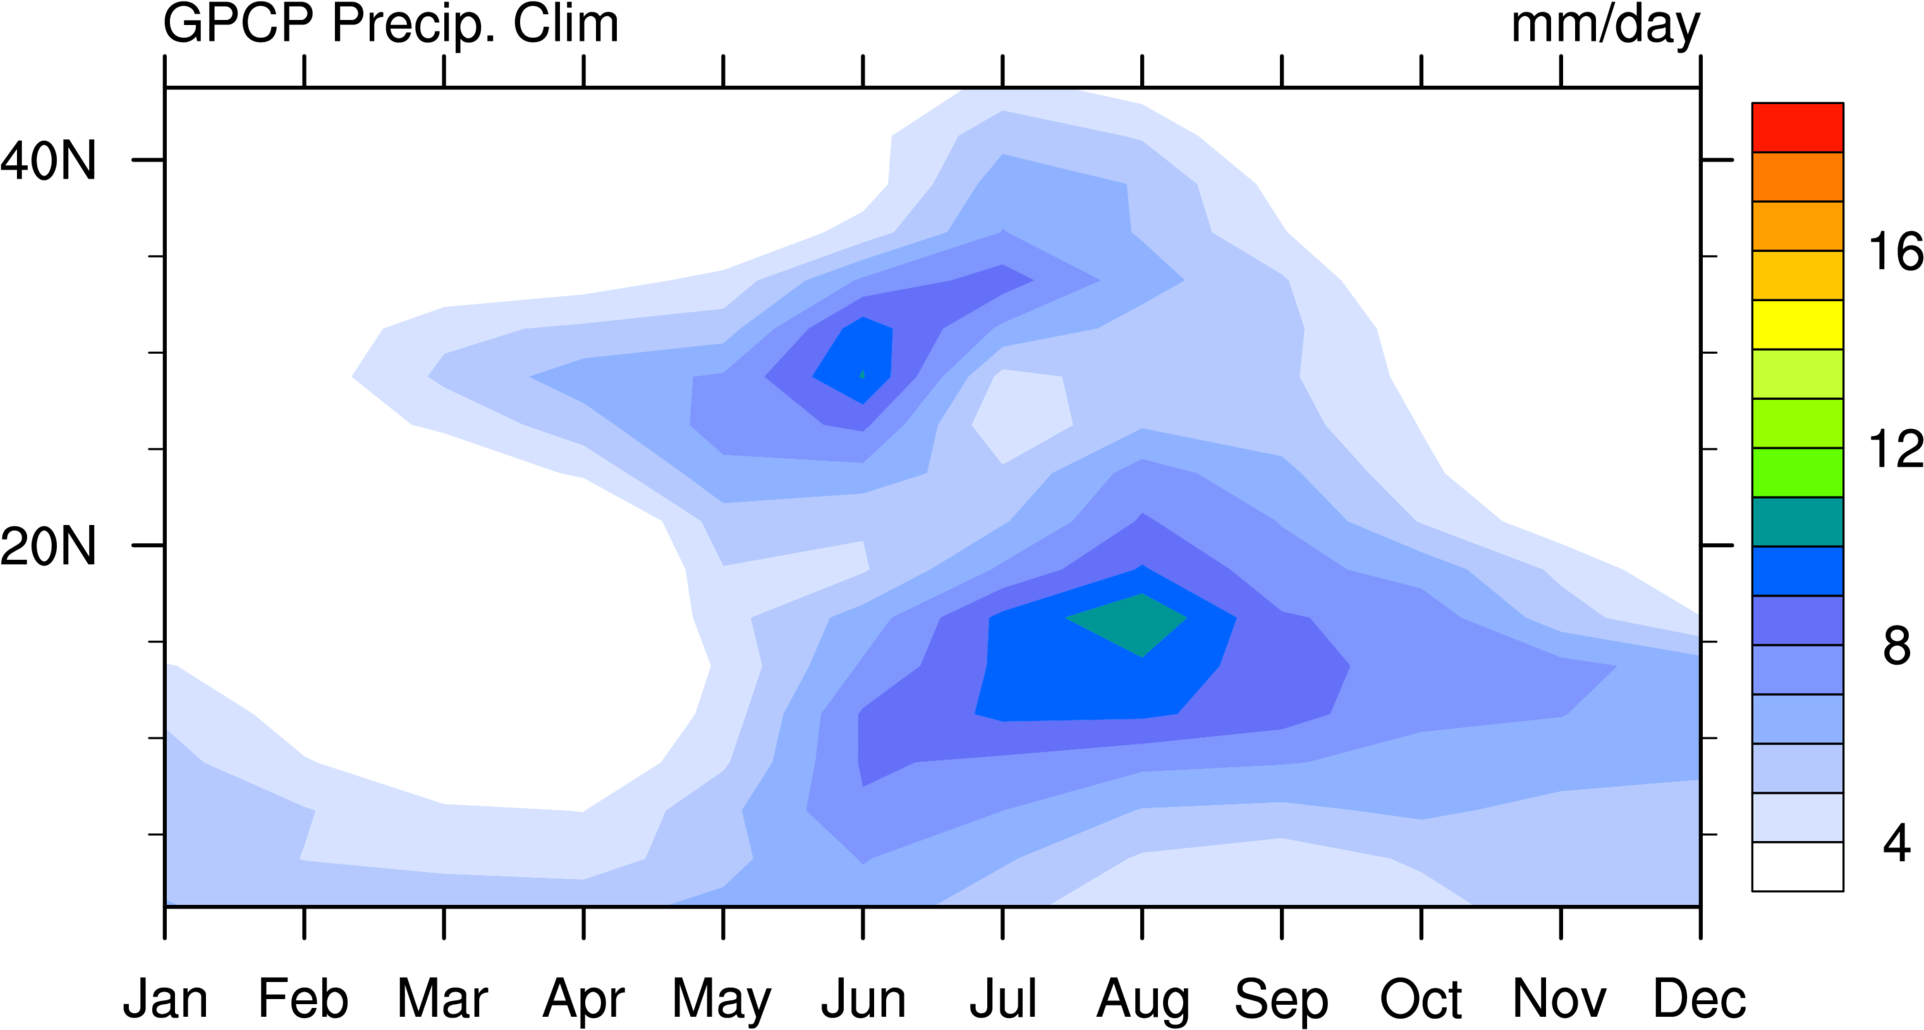 GPCP Precip. Clim mm/day
40N
20N
16
12
8
4
Jan Feb Mar Apr May Jun Jul Aug Sep Oct Nov Dec